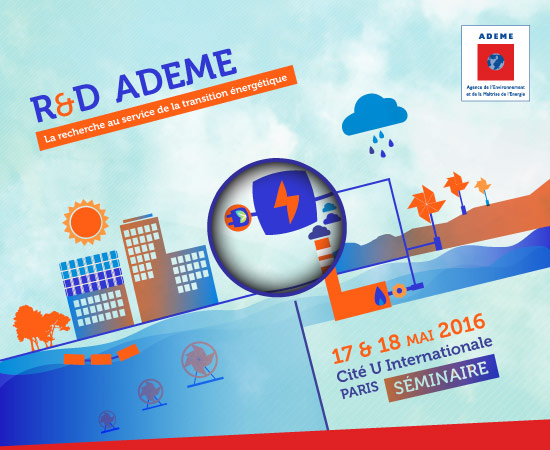 R&D ADEME
La recherche au service de la transition énergétique
ADEME
Agence de l'Environnement
et de la Maîtrise de l'Energie
17 & 18 MAI 2016
Cité U Internationale
PARIS SÉMINAIRE